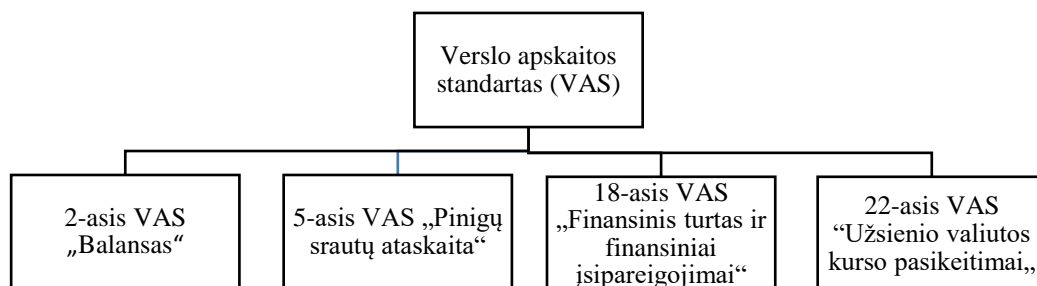 Verslo apskaitos
standartas (VAS)
2-asis VAS
„Balansas“
5-asis VAS „Pinigų
srautų ataskaita“
18-asis VAS
„Finansinis turtas ir
finansiniai
įsipareigojimai“
22-asis VAS
“Užsienio valiutos
kurso pasikeitimai„